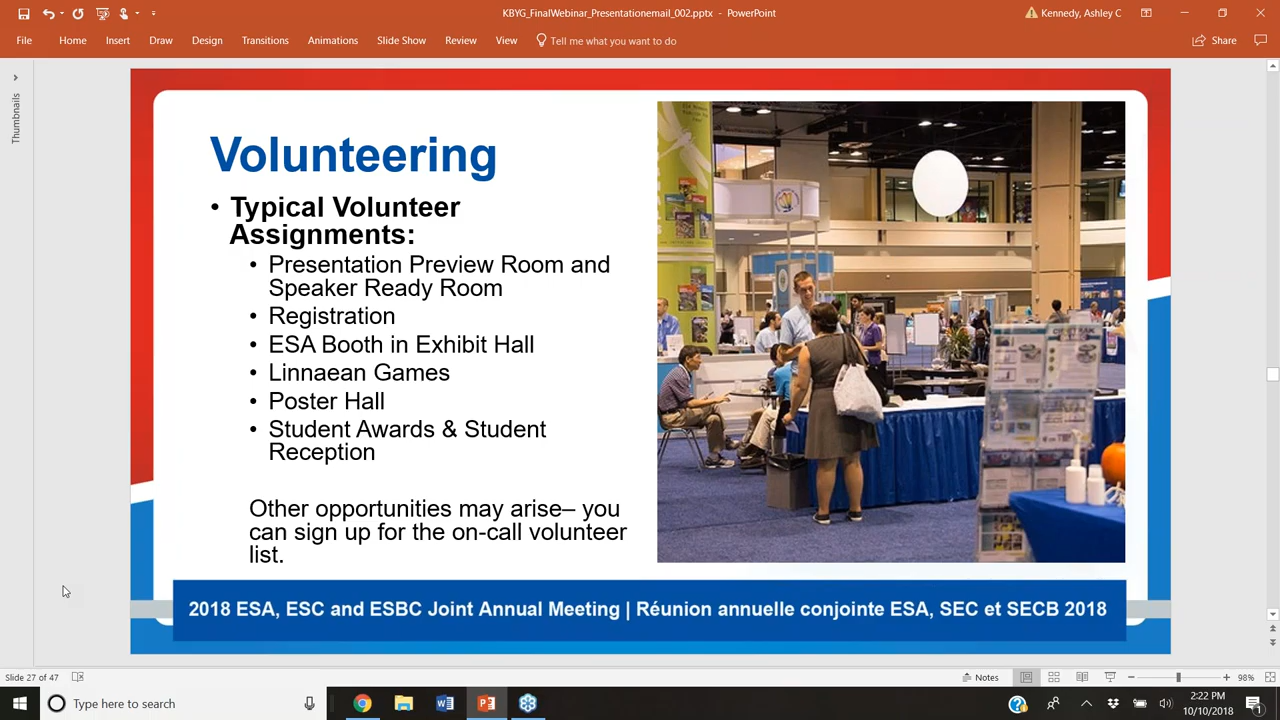 KBYG_FinalWebinar_Presentationemail_002.pptx - PowerPoint
Kennedy, Ashley C
File Home Insert Draw Design Transitions Animations Slide Show Review View Tell me what you want to do
Share
Thumbnails
Volunteering
• Typical Volunteer
Assignments:
• Presentation Preview Room and
Speaker Ready Room
• Registration
• ESA Booth in Exhibit Hall
• Linnaean Games
• Poster Hall
• Student Awards & Student
Reception
Other opportunities may arise– you
can sign up for the on-call volunteer
list.
2018 ESA, ESC and ESBC Joint Annual Meeting | Réunion annuelle conjointe ESA, SEC et SECB 2018
Slide 27 of 47
Notes
98%
Type here to search
2:22 PM
10/10/2018